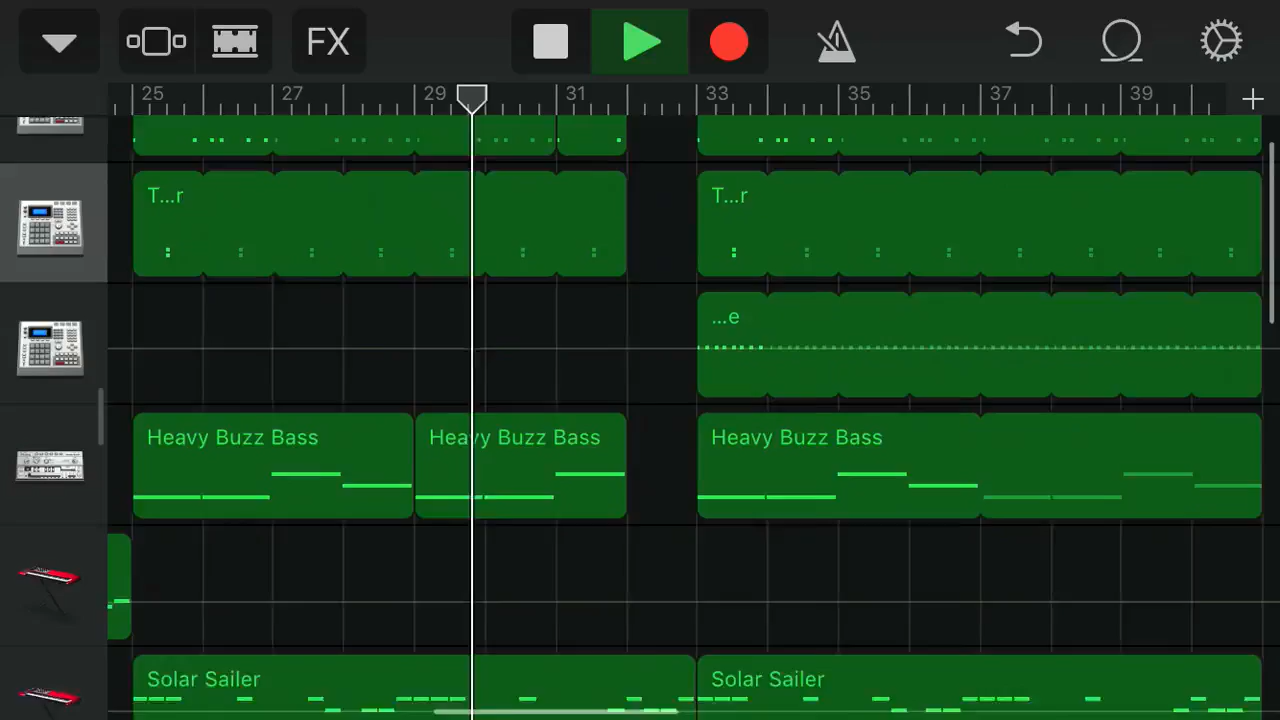 FX
25 27 29 31 33 35 37 39
T...r T...r
...e
Heavy Buzz Bass Heavy Buzz Bass Heavy Buzz Bass
Solar Sailer Solar Sailer